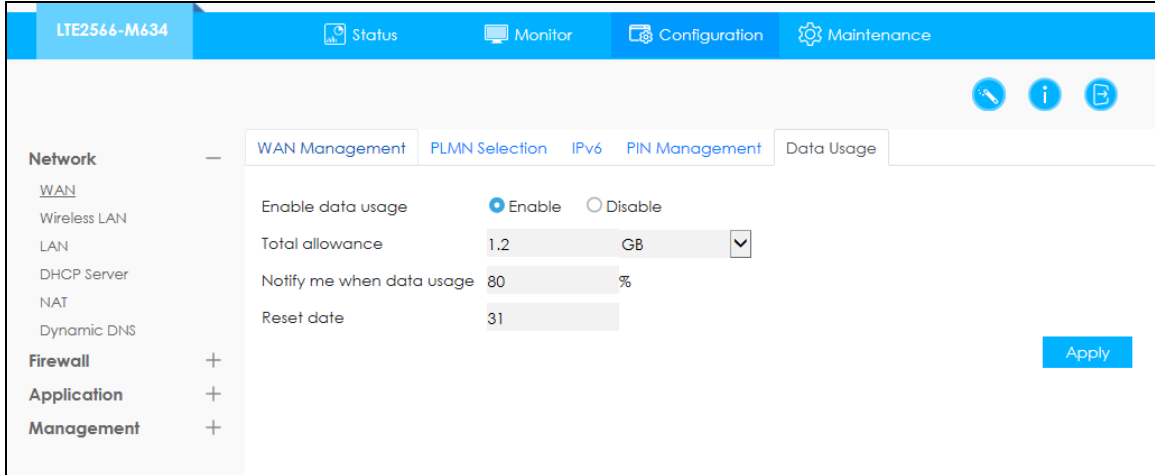 LTE2566-M634 Status Monitor Configuration Maintenance
WAN Management PLMN Selection IPv6 PIN Management Data Usage
Network
WAN
Wireless LAN
LAN
DHCP Server
NAT
Dynamic DNS
Firewall
Application
Management
Enable data usage Enable Disable
Total allowance 1.2 GB
Notify me when data usage 80 %
Reset date 31
Apply